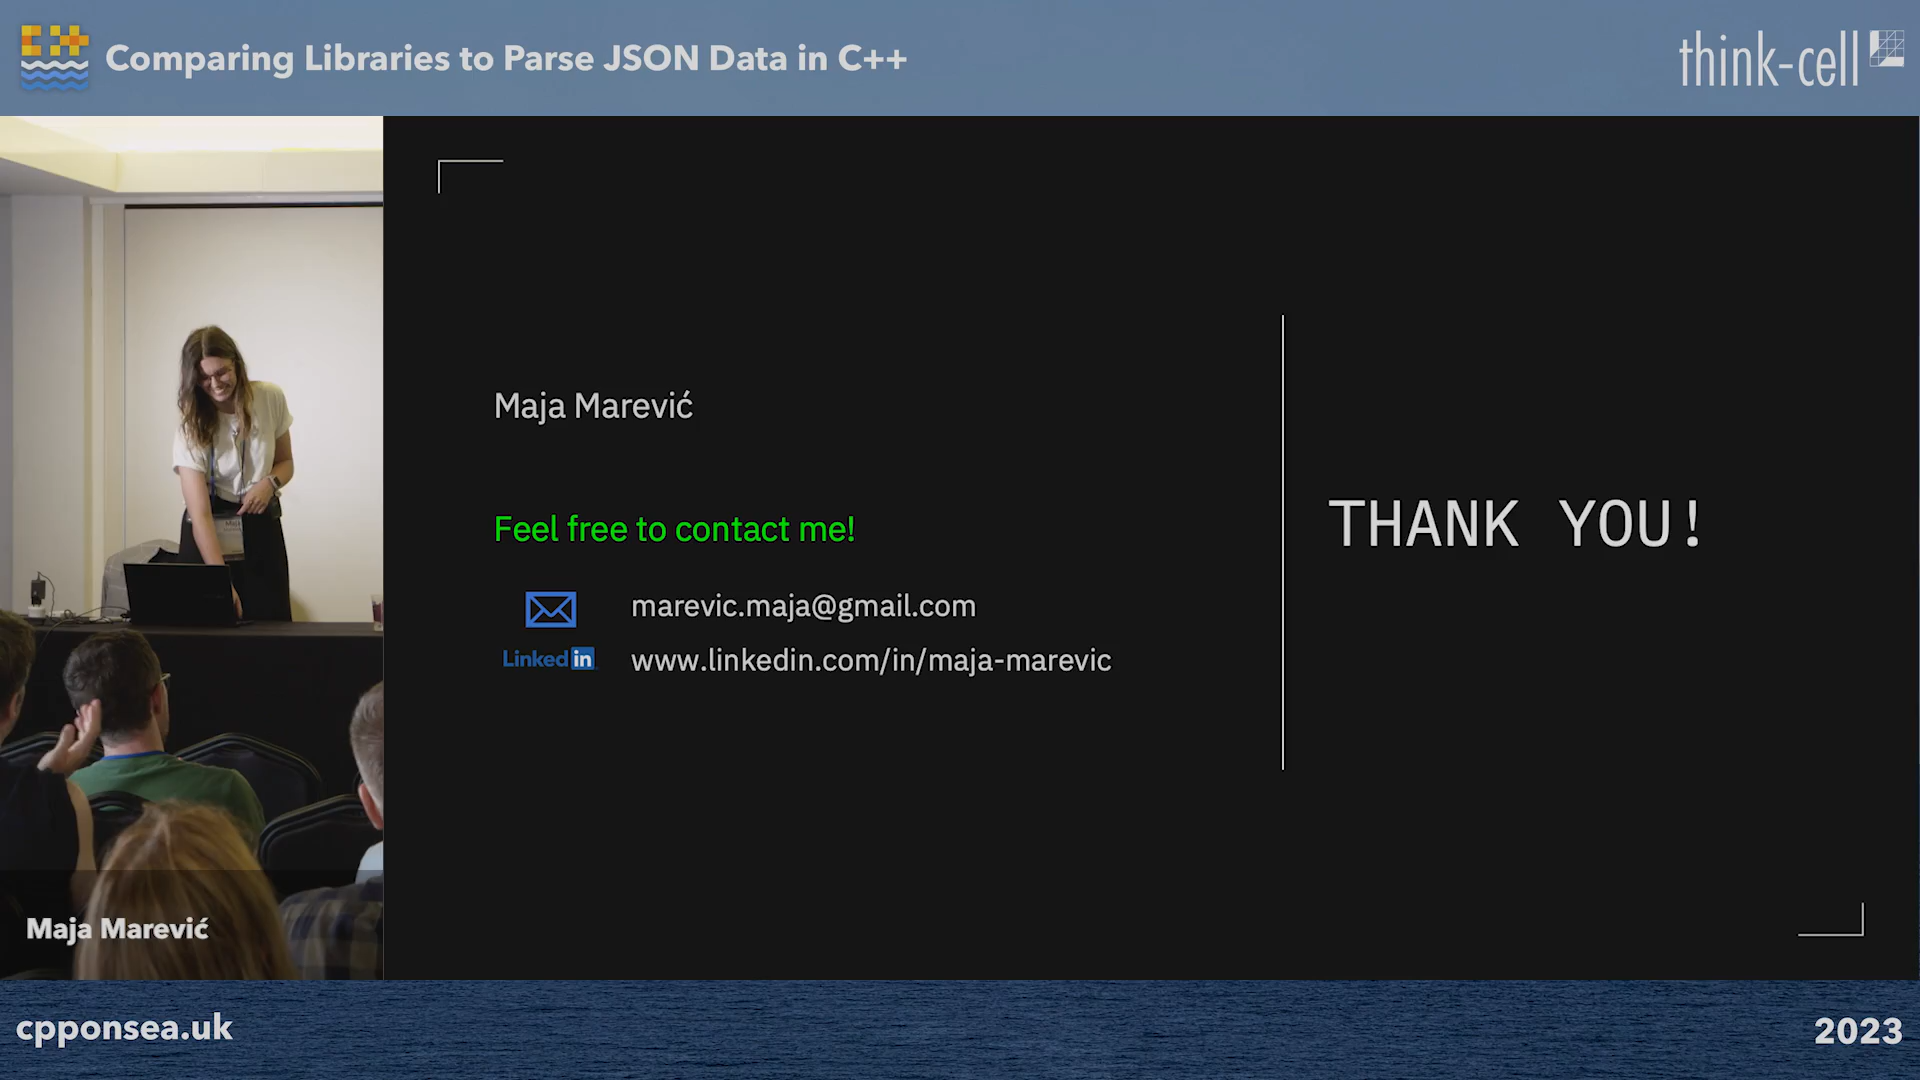 Comparing Libraries to Parse JSON Data in C++
think-cell
Maja Marević
Feel free to contact me!
marevic.maja@gmail.com
Linked in
www.linkedin.com/in/maja-marevic
THANK YOU!
Maja Marević
cpponsea.uk
2023